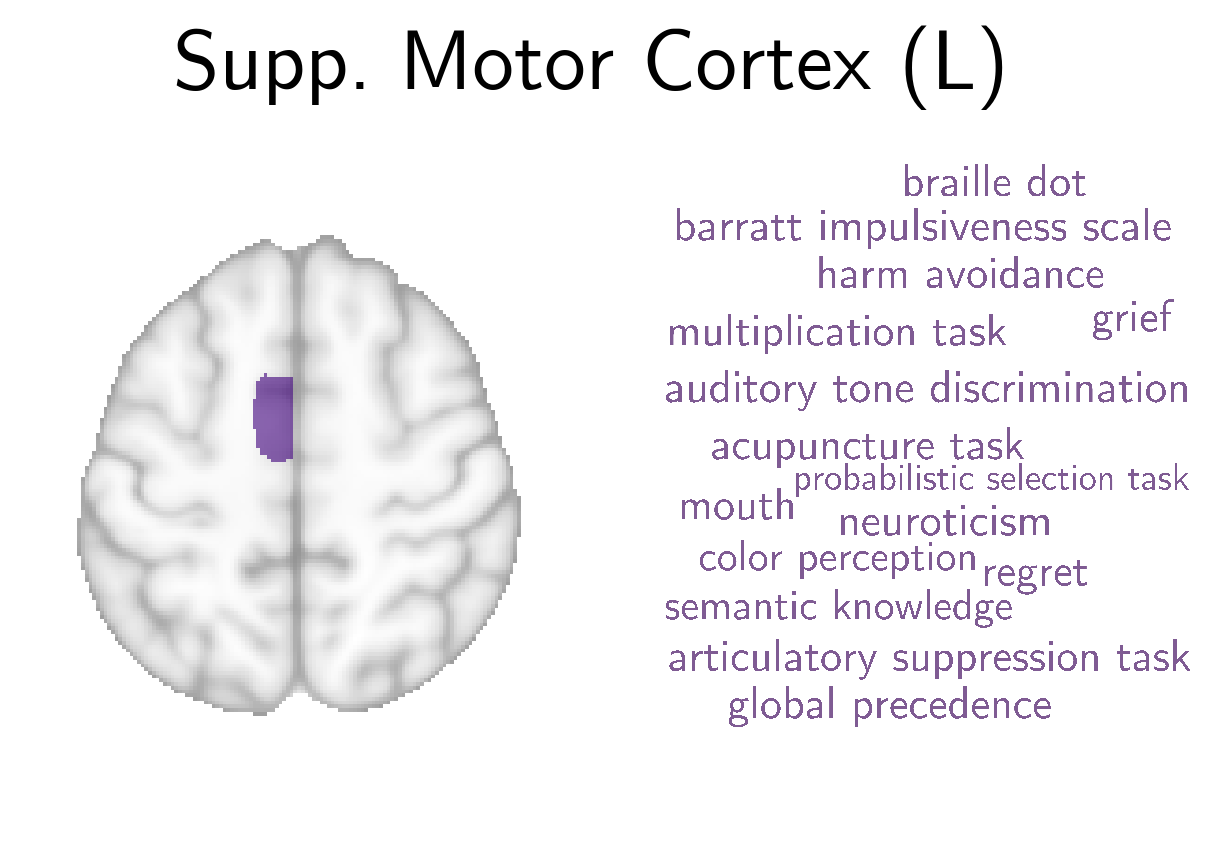 Supp. Motor Cortex (L)
braille dot
barratt impulsiveness scale
harm avoidance
grief
multiplication task
auditory tone discrimination
acupuncture task
probabilistic selection task
mouth
neuroticism
color perception
regret
semantic knowledge
articulatory suppression task
global precedence